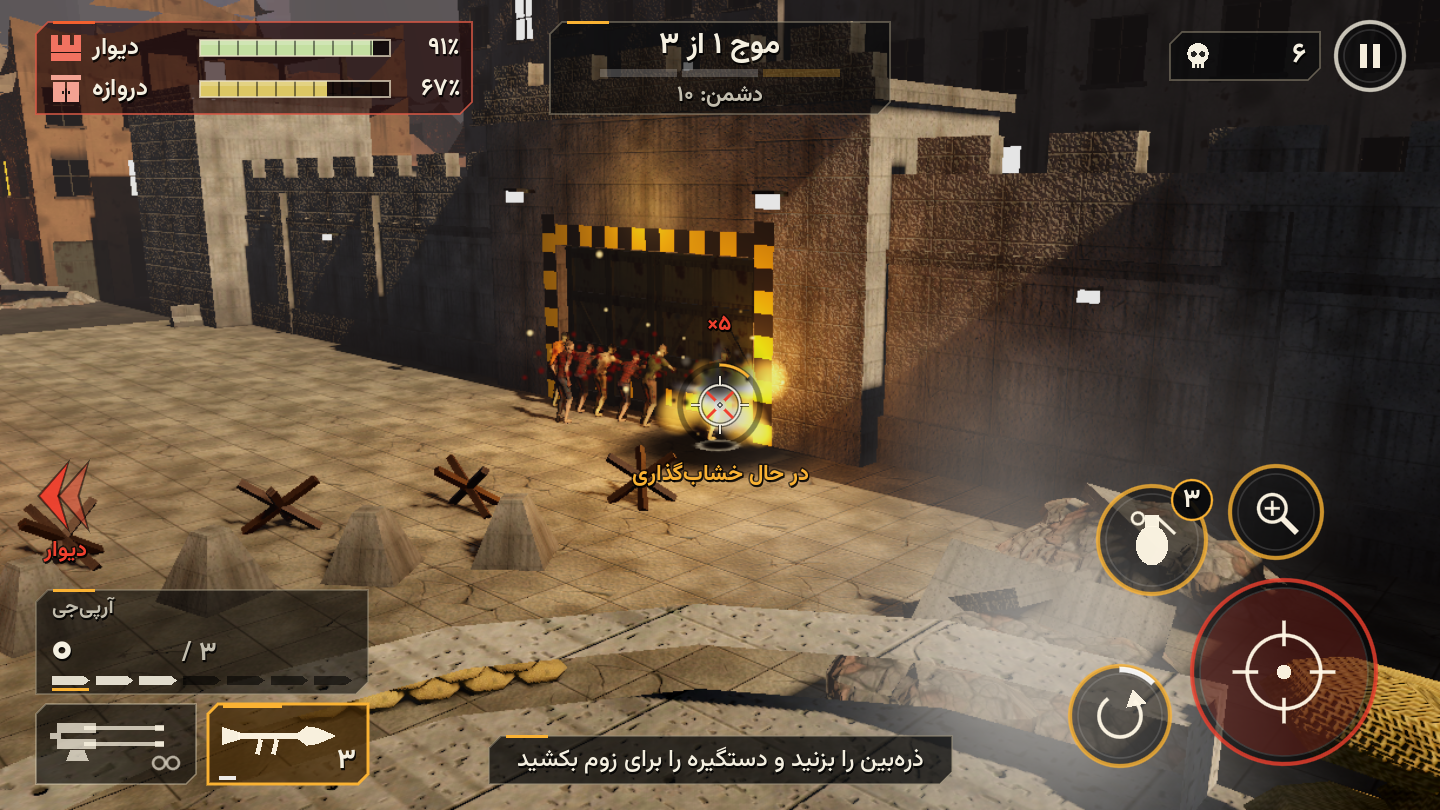 دیوار ۹۱٪
دروازه ۶۷٪
موج ۱ از ۳
دشمن: ۱۰
۶
×۵
در حال خشاب‌گذاری
دیوار
۳
آرپی‌جی
۰ / ۳
∞
۳
ذره‌بین را بزنید و دستگیره را برای زوم بکشید